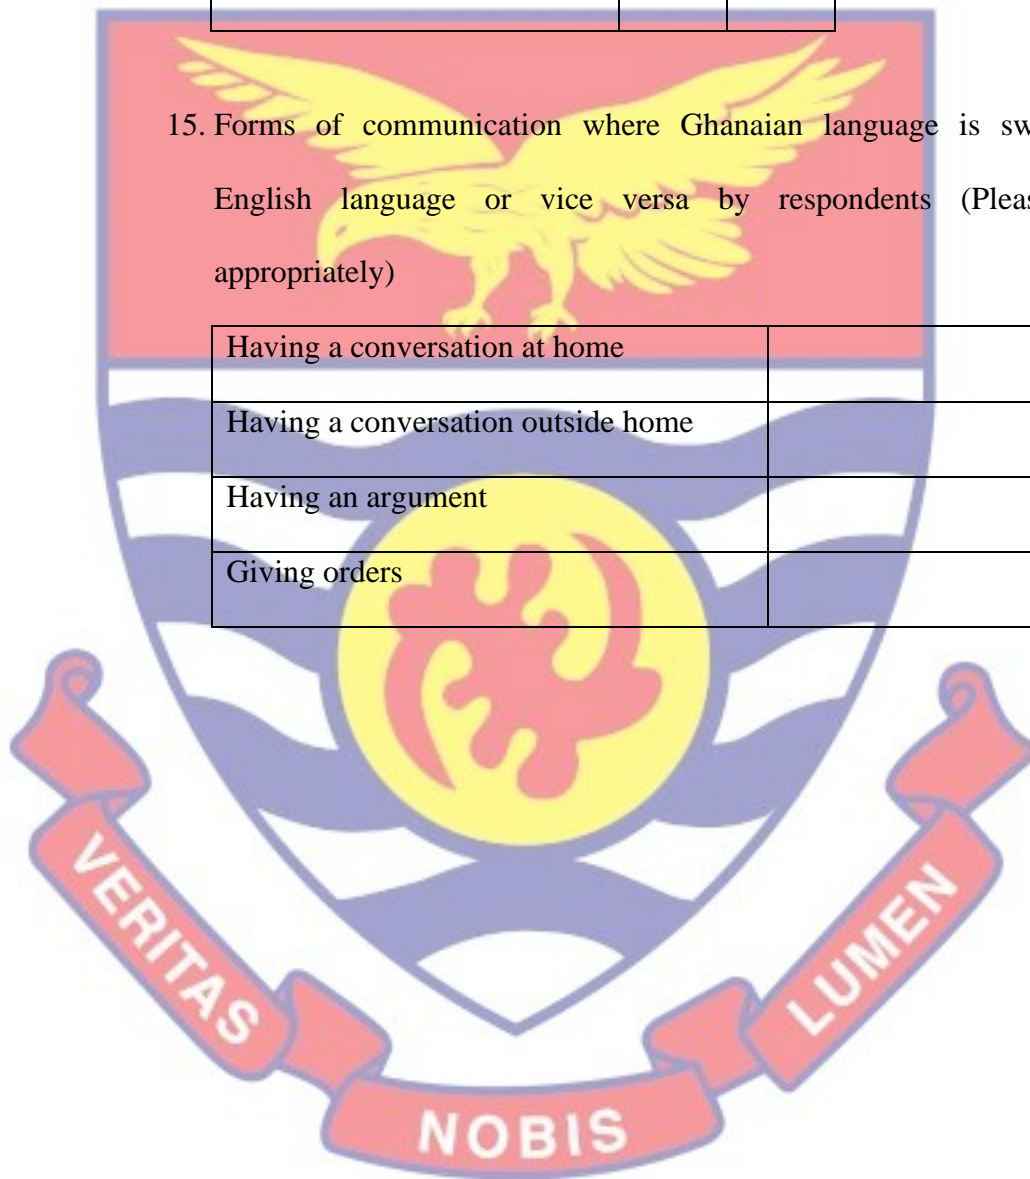 15. Forms of communication where Ghanaian language is sw
English language or vice versa by respondents (Pleas
appropriately)
Having a conversation at home
Having a conversation outside home
Having an argument
Giving orders
VERITAS
NOBIS
LUMEN